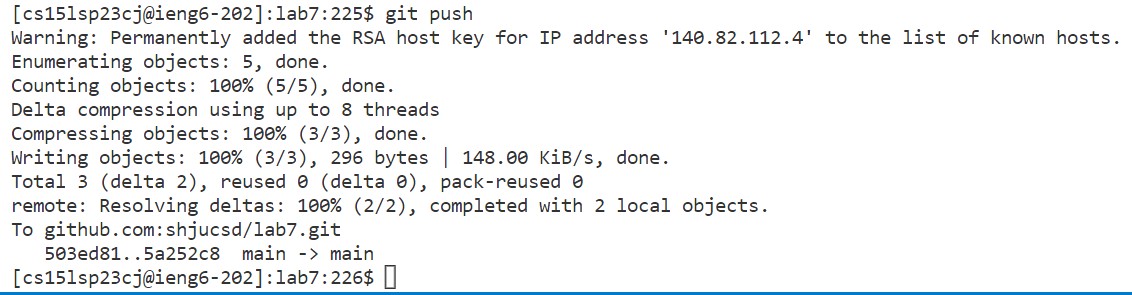 [cs15lsp23cj@ieng6-202]:lab7:225$ git push
Warning: Permanently added the RSA host key for IP address '140.82.112.4' to the list of known hosts.
Enumerating objects: 5, done.
Counting objects: 100% (5/5), done.
Delta compression using up to 8 threads
Compressing objects: 100% (3/3), done.
Writing objects: 100% (3/3), 296 bytes | 148.00 KiB/s, done.
Total 3 (delta 2), reused 0 (delta 0), pack-reused 0
remote: Resolving deltas: 100% (2/2), completed with 2 local objects.
To github.com:shjucsd/lab7.git
   503ed81..5a252c8  main -> main
[cs15lsp23cj@ieng6-202]:lab7:226$